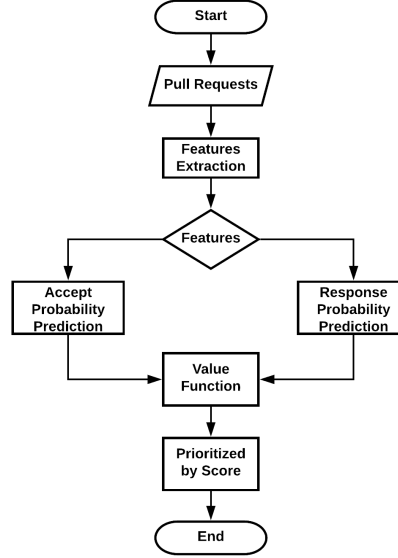 Start
Pull Requests
Features
Extraction
Features
Accept
Probability
Prediction
Response
Probability
Prediction
Value
Function
Prioritized
by Score
End